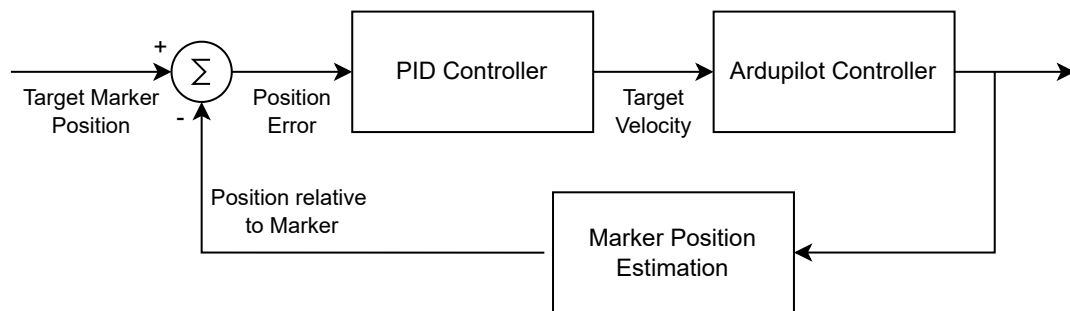 +
Σ
-
Target Marker
Position
Position
Error
PID Controller
Target
Velocity
Ardupilot Controller
Position relative
to Marker
Marker Position
Estimation